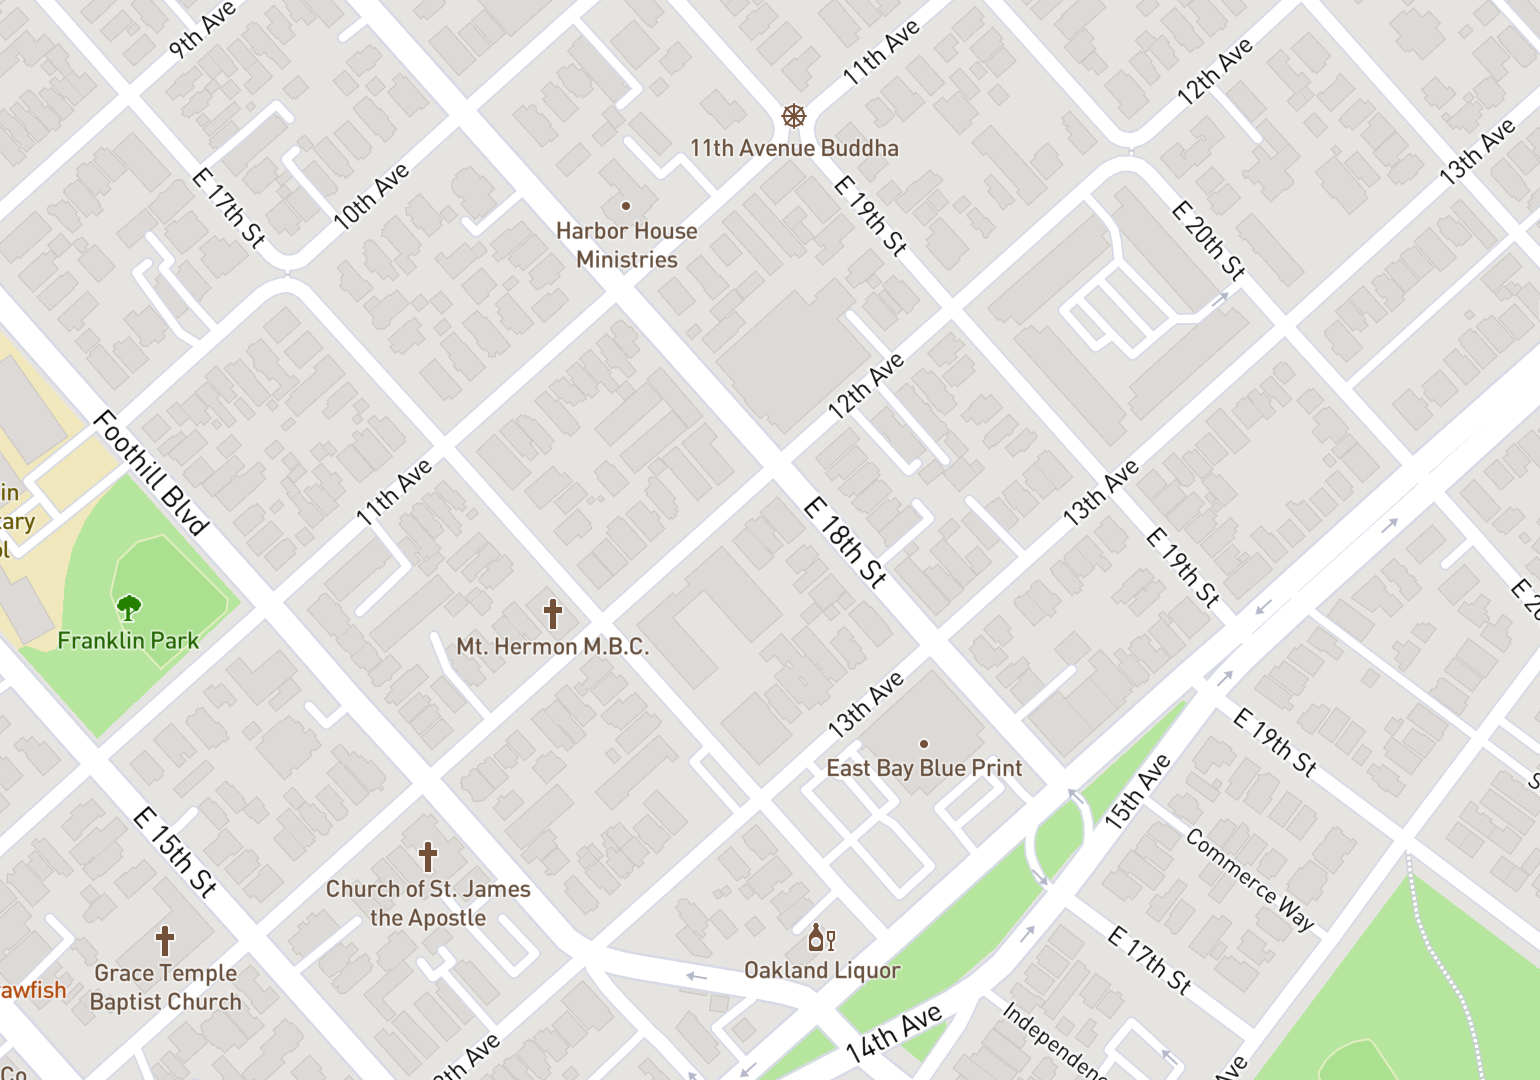 9th Ave
11th Ave
12th Ave
11th Avenue Buddha
13th Ave
E 17th St
10th Ave
E 19th St
E 20th St
Harbor House
Ministries
12th Ave
Foothill Blvd
11th Ave
13th Ave
E 18th St
E 19th St
Franklin Park
Mt. Hermon M.B.C.
13th Ave
E 19th St
East Bay Blue Print
15th Ave
E 15th St
Commerce Way
Church of St. James
the Apostle
E 17th St
Grace Temple
Baptist Church
Oakland Liquor
14th Ave
Ave
Co